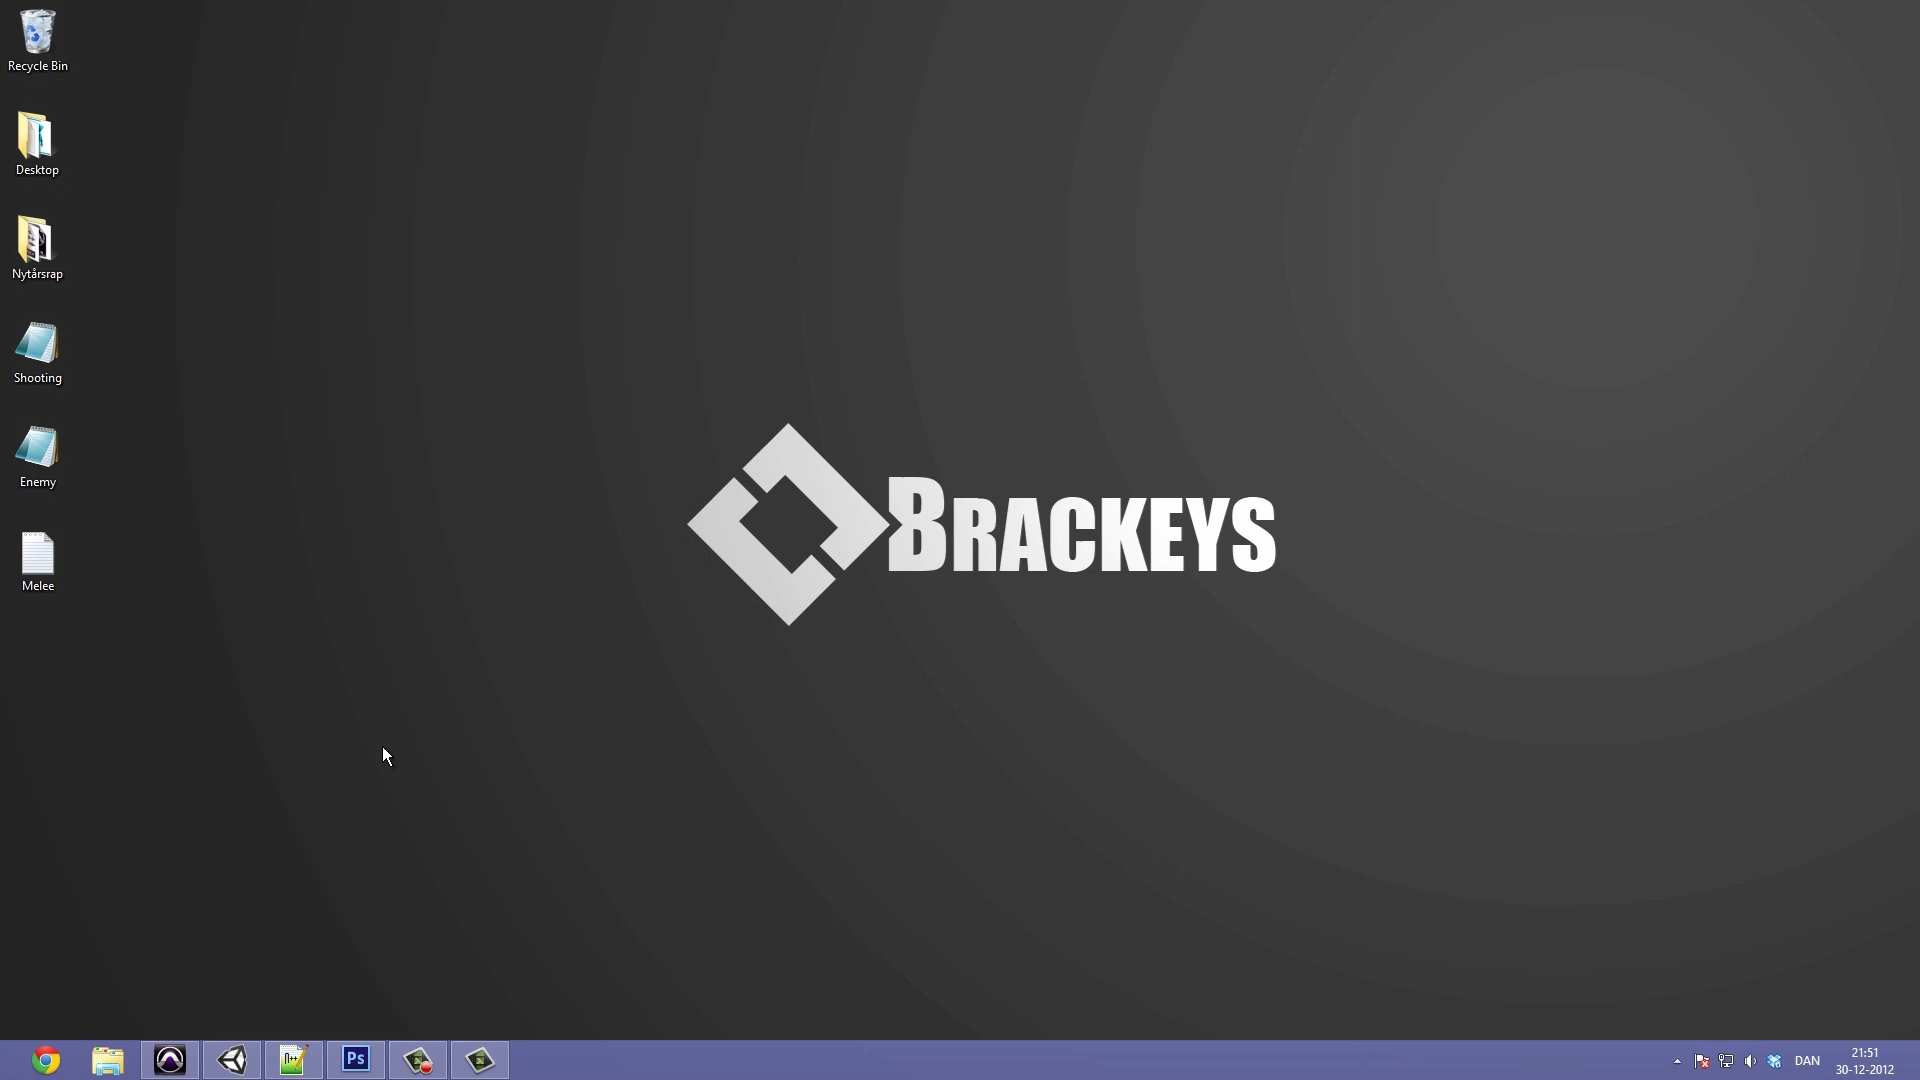 Recycle Bin
Desktop
Nytårsrap
Shooting
Enemy
Melee
BRACKEYS
Ps
DAN
21:51
30-12-2012